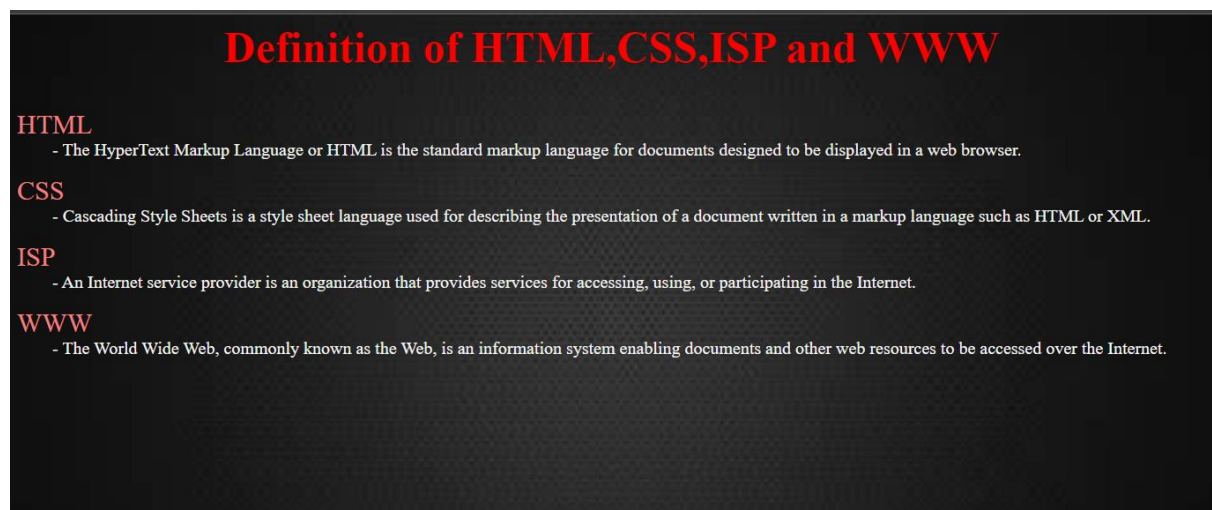 Definition of HTML,CSS,ISP and WWW
HTML
- The HyperText Markup Language or HTML is the standard markup language for documents designed to be displayed in a web browser.
CSS
- Cascading Style Sheets is a style sheet language used for describing the presentation of a document written in a markup language such as HTML or XML.
ISP
- An Internet service provider is an organization that provides services for accessing, using, or participating in the Internet.
WWW
- The World Wide Web, commonly known as the Web, is an information system enabling documents and other web resources to be accessed over the Internet.